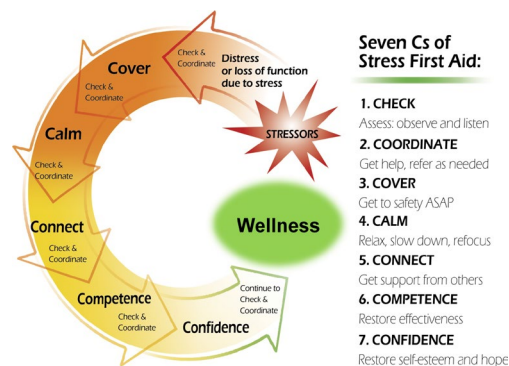 Check &
Coordinate
Distress
or loss of function
due to stress
Cover
Check &
Coordinate
STRESSORS
Calm
Check &
Coordinate
Wellness
Connect
Check &
Coordinate
Competence
Check &
Coordinate
Continue to
Check &
Coordinate
Confidence
Seven Cs of
Stress First Aid:
1. CHECK
Assess: observe and listen
2. COORDINATE
Get help, refer as needed
3. COVER
Get to safety ASAP
4. CALM
Relax, slow down, refocus
5. CONNECT
Get support from others
6. COMPETENCE
Restore effectiveness
7. CONFIDENCE
Restore self-esteem and hope